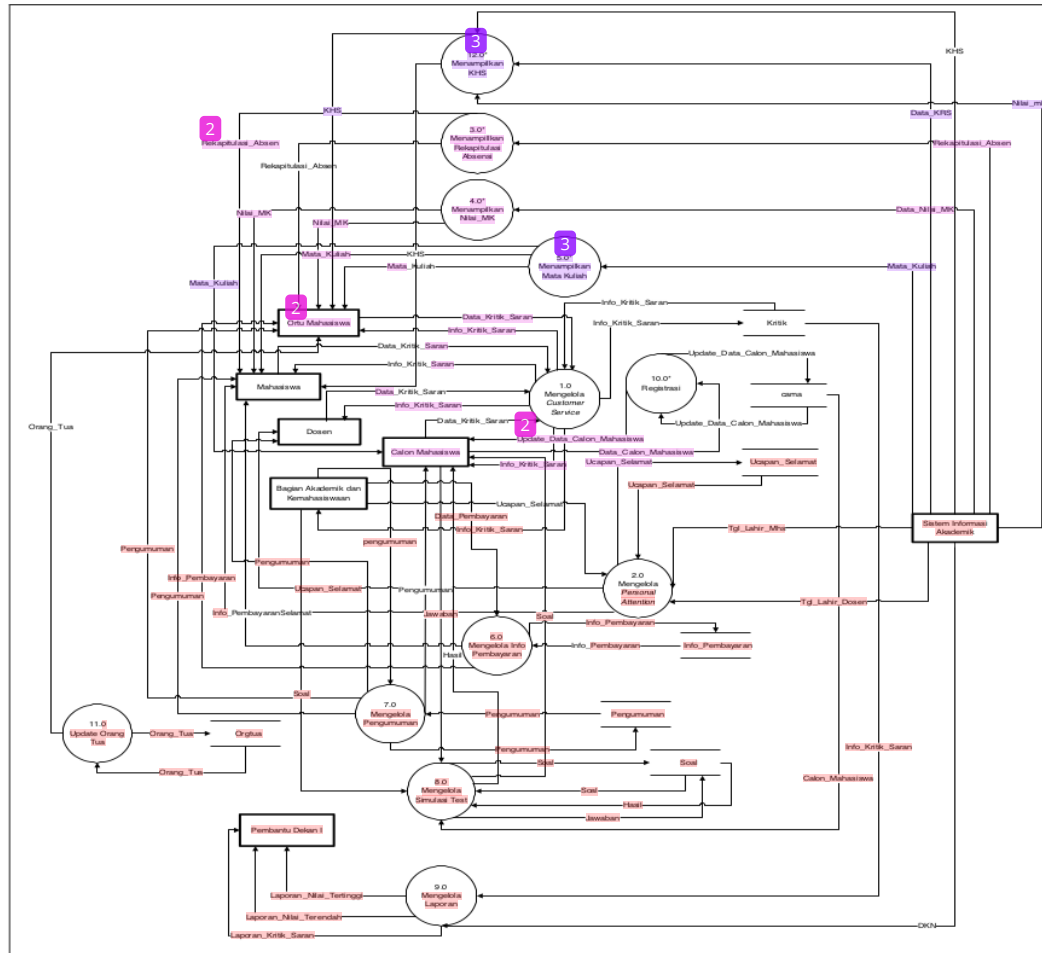 3
12.0*
Menampilkan
KHS
KHS
Nilai_m
Data_KRS
KHS
2
Rekapitulasi_Absen
3.0*
Menampilkan
Rekapitulasi
Absensi
Rekapitulasi_Absen
Rekapitulasi_Absen
4.0*
Menampilkan
Nilai_MK
Nilai_MK
Nilai_MK
Data_Nilai_MK
3
5.0*
Menampilkan
Mata Kuliah
Mata_Kuliah
KHS
Mata_Kuliah
Mata_Kuliah
Mata_Kuliah
2
Ortu Mahasiswa
Data_Kritik_Saran
Info_Kritik_Saran
Info_Kritik_Saran
Info_Kritik_Saran
Kritik
Data_Kritik_Saran
Info_Kritik_Saran
Update_Data_Calon_Mahasiswa
Mahasiswa
Data_Kritik_Saran
1.0
Mengelola
Customer
Service
10.0*
Registrasi
cama
Info_Kritik_Saran
Orang_Tua
Dosen
Data_Kritik_Saran
2
Update_Data_Calon_Mahasiswa
Update_Data_Calon_Mahasiswa
Calon Mahasiswa
Data_Calon_Mahasiswa
Info_Kritik_Saran
Ucapan_Selamat
Ucapan_Selamat
Ucapan_Selamat
Bagian Akademik dan
Kemahasiswaan
Ucapan_Selamat
Data_Pembayaran
Info_Kritik_Saran
Tgl_Lahir_Mhs
Sistem Informasi
Akademik
Pengumuman
pengumuman
Pengumuman
Info_Pembayaran
Ucapan_Selamat
Pengumuman
Pengumuman
2.0
Mengelola
Personal
Attention
Tgl_Lahir_Dosen
Info_PembayaranSelamat
Jawaban
Soal
6.0
Mengelola Info
Pembayaran
Info_Pembayaran
Info_Pembayaran
Info_Pembayaran
Hasil
Soal
7.0
Mengelola
Pengumuman
Pengumuman
Pengumuman
Pengumuman
11.0
Update Orang
Tua
Orang_Tua
Orgtua
Orang_Tua
Info_Kritik_Saran
Calon_Mahasiswa
8.0
Mengelola
Simulasi Test
Soal
Soal
Soal
Hasil
Jawaban
Pembantu Dekan I
9.0
Mengelola
Laporan
Laporan_Nilai_Tertinggi
Laporan_Nilai_Terendah
Laporan_Kritik_Saran
DKN